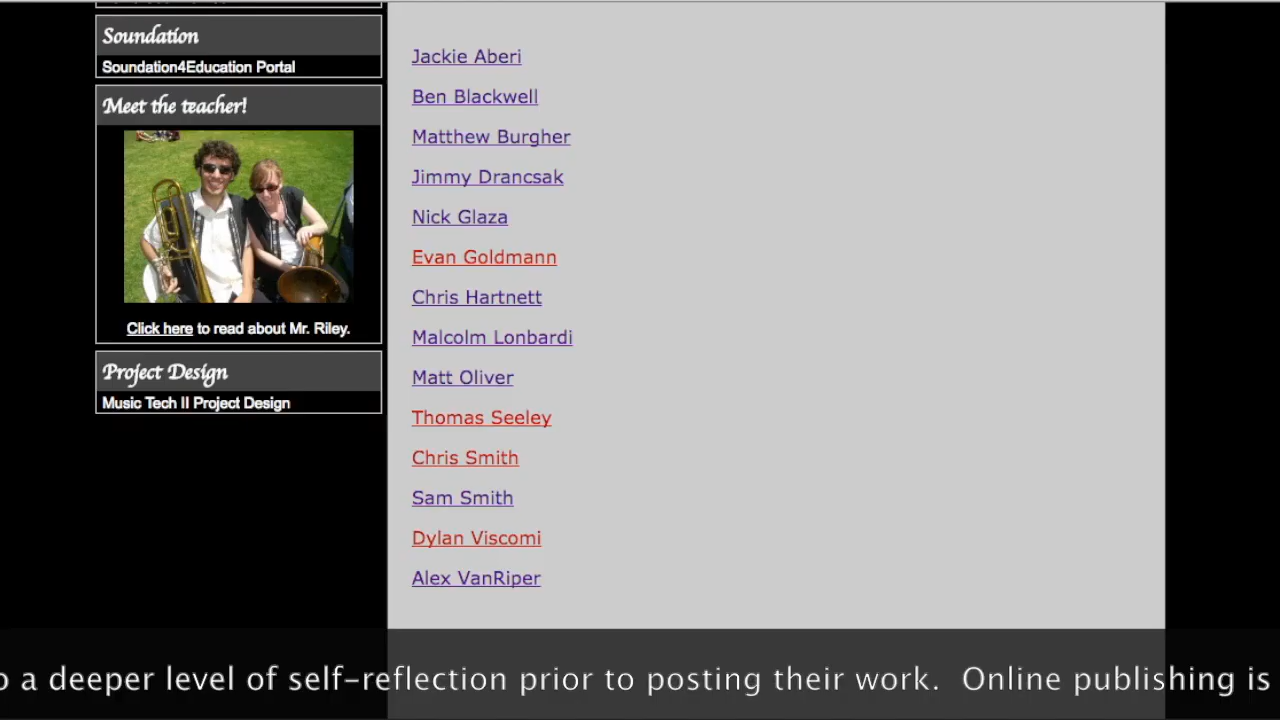 Soundation
Soundation4Education Portal
Meet the teacher!
Click here to read about Mr. Riley.
Project Design
Music Tech II Project Design
Jackie Aberi
Ben Blackwell
Matthew Burgher
Jimmy Drancsak
Nick Glaza
Evan Goldmann
Chris Hartnett
Malcolm Lonbardi
Matt Oliver
Thomas Seeley
Chris Smith
Sam Smith
Dylan Viscomi
Alex VanRiper
a deeper level of self-reflection prior to posting their work. Online publishing is